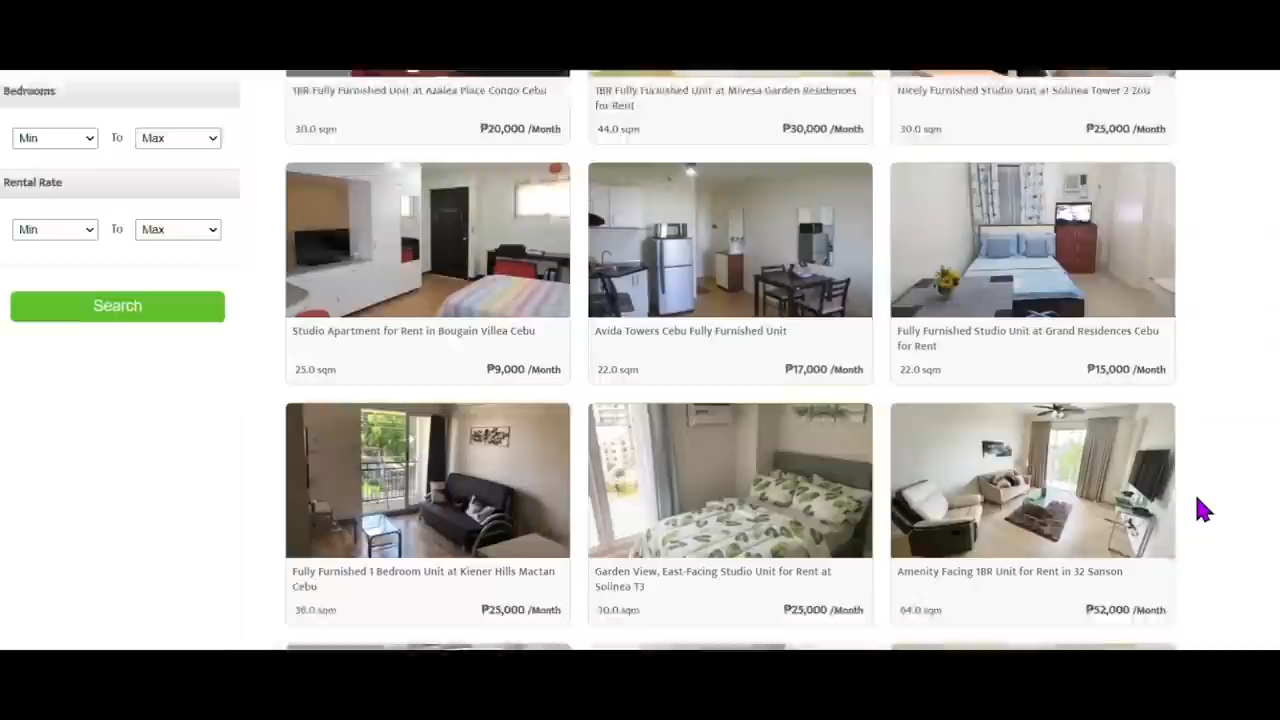 Bedrooms
Min To Max
Rental Rate
Min To Max
Search
1BR Fully Furnished Unit at Azalea Place Condo Cebu
30.0 sqm ₱20,000 /Month
1BR Fully Furnished Unit at Mivesa Garden Residences
for Rent
44.0 sqm ₱30,000 /Month
Nicely Furnished Studio Unit at Solinea Tower 2
30.0 sqm ₱25,000 /Month
Studio Apartment for Rent in Bougain Villea Cebu
25.0 sqm ₱9,000 /Month
Avida Towers Cebu Fully Furnished Unit
22.0 sqm ₱17,000 /Month
Fully Furnished Studio Unit at Grand Residences Cebu
for Rent
22.0 sqm ₱15,000 /Month
Fully Furnished 1 Bedroom Unit at Kiener Hills Mactan
Cebu
36.0 sqm ₱25,000 /Month
Garden View, East-Facing Studio Unit for Rent at
Solinea T3
30.0 sqm ₱25,000 /Month
Amenity Facing 1BR Unit for Rent in 32 Sanson
64.0 sqm ₱52,000 /Month